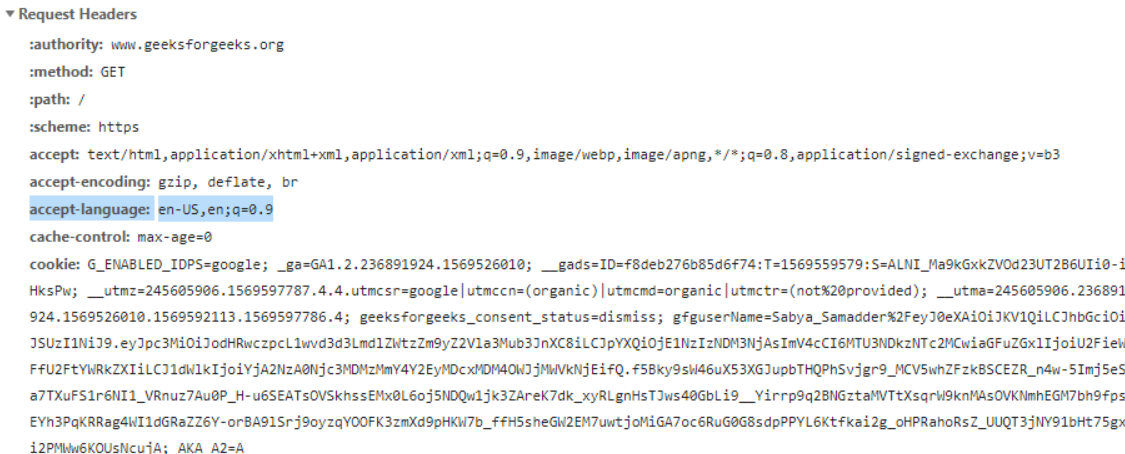 Request Headers
:authority: www.geeksforgeeks.org
:method: GET
:path: /
:scheme: https
accept: text/html,application/xhtml+xml,application/xml;q=0.9,image/webp,image/apng,*/*;q=0.8,application/signed-exchange;v=b3
accept-encoding: gzip, deflate, br
accept-language: en-US,en;q=0.9
cache-control: max-age=0
cookie: G_ENABLED_IDPS=google; _ga=GA1.2.236891924.1569526010; __gads=ID=f8deb276b85d6f74:T=1569559579:S=ALNI_Ma9kGxkZVOd23UT2B6UIi0-i
HksPw; __utmz=245605906.1569597787.4.4.utmcsr=google|utmccn=(organic)|utmcmd=organic|utmctr=(not%20provided); __utma=245605906.236891
924.1569526010.1569592113.1569597786.4; geeksforgeeks_consent_status=dismiss; gfguserName=Sabya_Samadder%2FeyJ0eXAiOiJKV1QiLCJhbGciOi
JSUzI1NiJ9.eyJpc3MiOiJodHRwczpcL1wvd3d3LmdlZWtzZm9yZ2Vla3Mub3JnXC8iLCJpYXQiOjE1NzIzNDM3NjAsImV4cCI6MTU3NDkzNTc2MCwiaGFuZGxlIjoiU2FieW
FfU2FtYWRkZXIiLCJ1dWlkIjoiYjA2NzA0Njc3MDMzMmY4Y2EyMDcxMDM4OWJjMWVkNjEifQ.f5Bky9sW46uX53XGJupbTHQPhSvjgr9_MCV5whZFzkBSCEZR_n4w-5Imj5eS
a7TXuFS1r6NI1_VRnuz7Au0P_H-u6SEATsOVSkhssEMx0L6oj5NDQw1jk3ZAreK7dk_xyRLgnHsTJws40GbLi9__Yirrp9q2BNGztaMVTtXsqrW9knMAsOVKNmhEGM7bh9fps
EYh3PqKRRag4WI1dGRaZZ6Y-orBA9lSrj9oyzqYOOFK3zmXd9pHKW7b_ffH5sheGW2EM7uwtjoMiGA7oc6RuG0G8sdpPPYL6Ktfkai2g_oHPRahoRsZ_UUQT3jNY91bHt75gx
i2PMWw6KOUsNcujA; AKA_A2=A